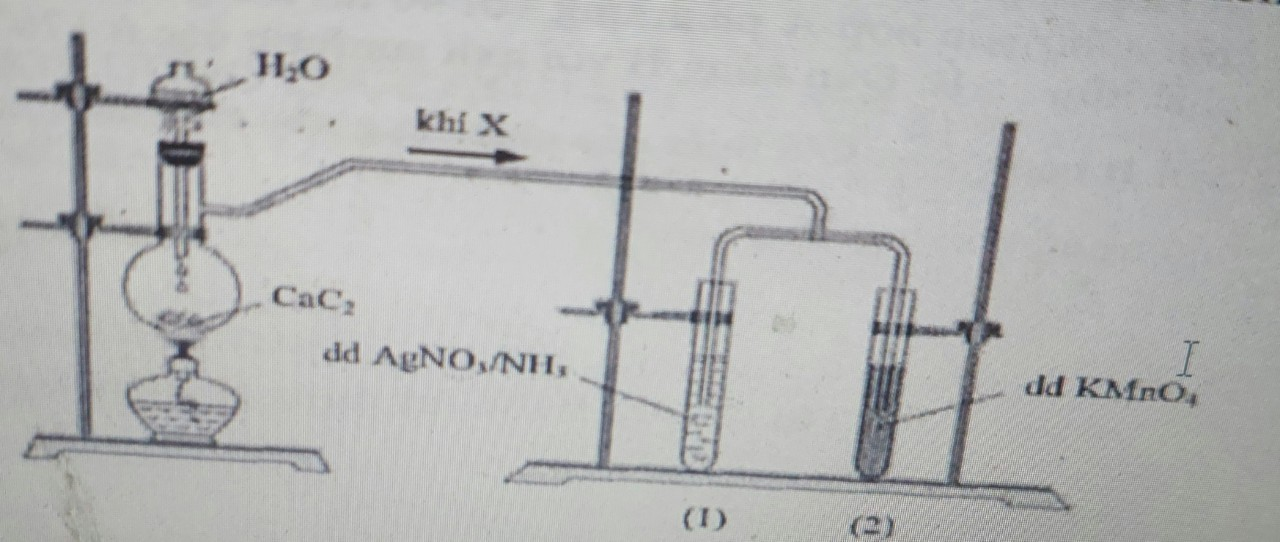 H₂O
khí X
CaC₂
dd AgNO₃/NH₃
dd KMnO₄
(1)
(2)